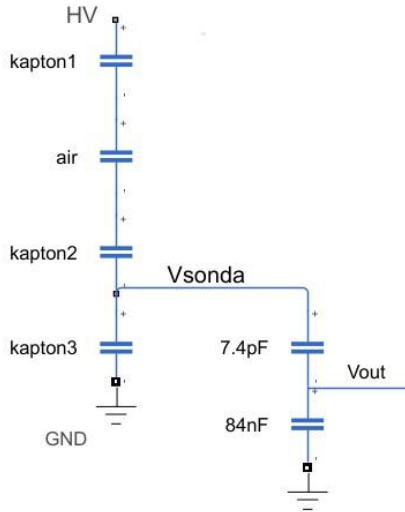 HV
kapton1
air
kapton2
Vsonda
kapton3
7.4pF
Vout
84nF
GND